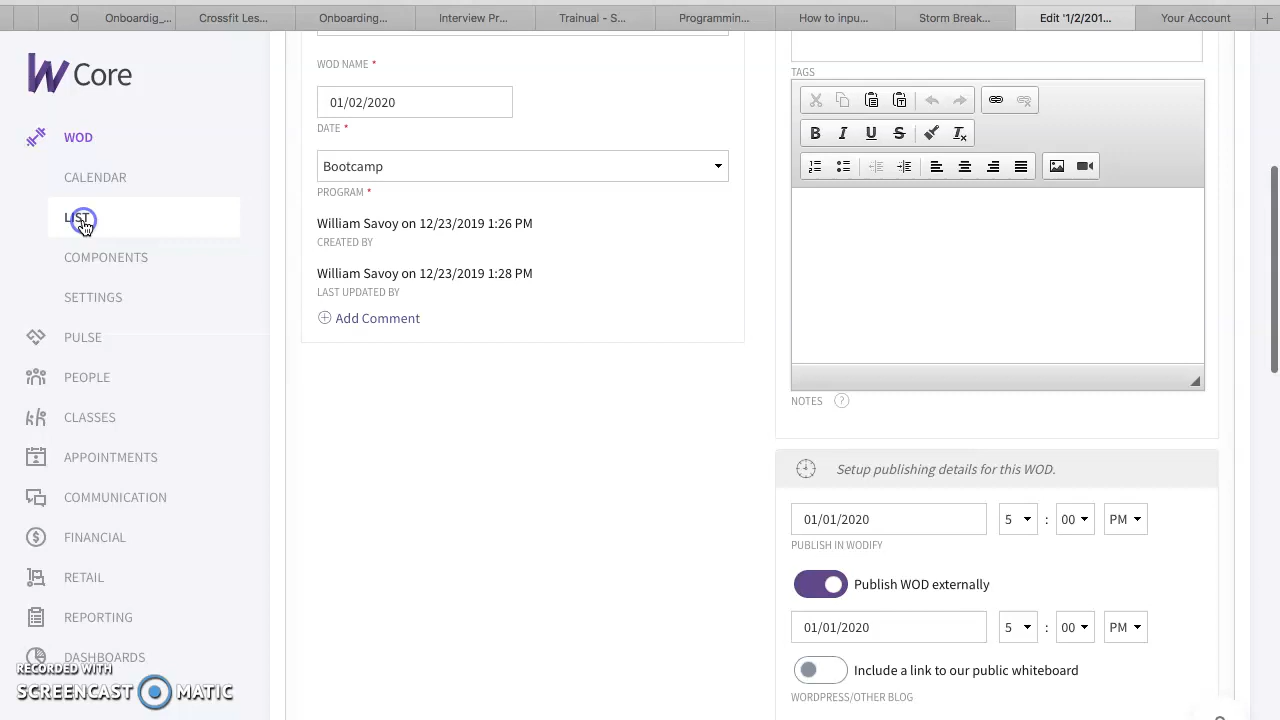 O
Onboardig_...
Crossfit Les...
Onboarding...
Interview Pr...
Trainual - S...
Programmin...
How to inpu...
Storm Break...
Edit '1/2/201...
Your Account
W Core
WOD
CALENDAR
LIST
COMPONENTS
SETTINGS
PULSE
PEOPLE
CLASSES
APPOINTMENTS
COMMUNICATION
FINANCIAL
RETAIL
REPORTING
DASHBOARDS
RECORDED WITH
SCREENCAST MATIC
WOD NAME *
01/02/2020
DATE *
Bootcamp
PROGRAM *
William Savoy on 12/23/2019 1:26 PM
CREATED BY
William Savoy on 12/23/2019 1:28 PM
LAST UPDATED BY
Add Comment
TAGS
B I U S Tx
NOTES ?
Setup publishing details for this WOD.
01/01/2020 5 : 00 PM
PUBLISH IN WODIFY
Publish WOD externally
01/01/2020 5 : 00 PM
Include a link to our public whiteboard
WORDPRESS/OTHER BLOG